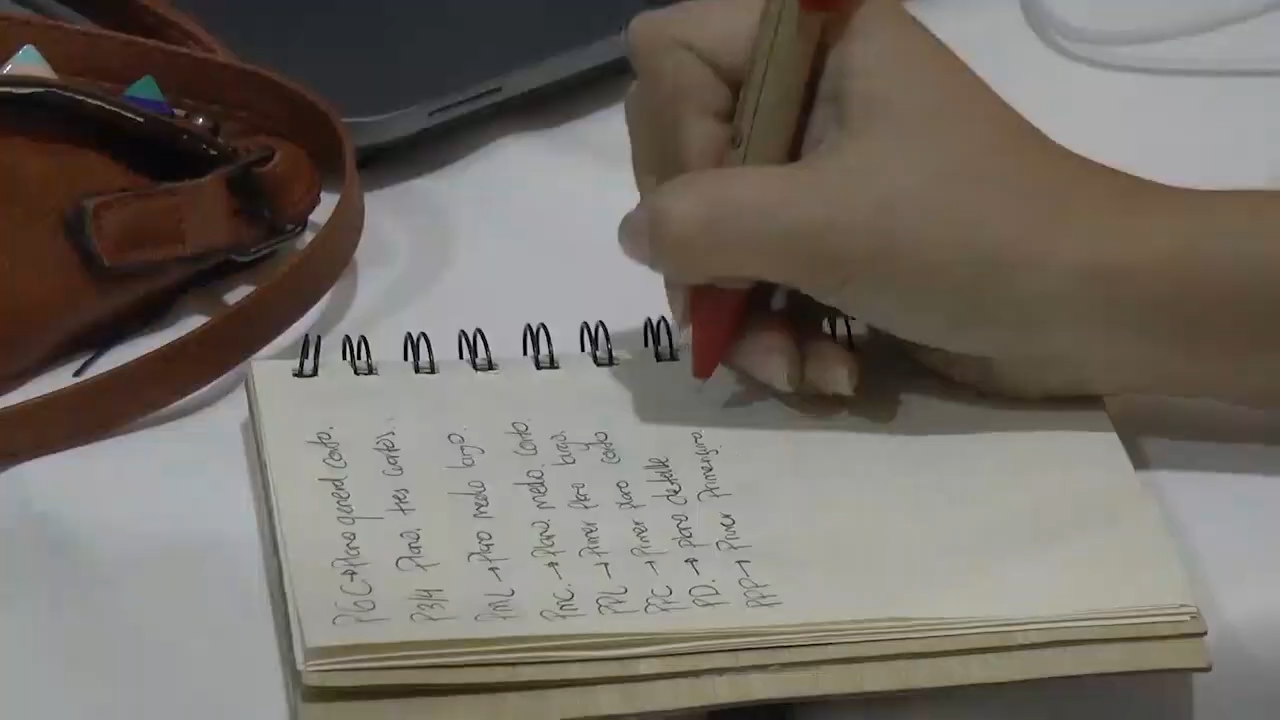 PGC → Plano general corto.
P3/4 Plano tres cuartos.
PML → Plano medio largo.
PMC. → Plano medio corto
PPL → Primer plano largo.
PPC → Primer plano corto
PD. → plano detalle
PPP → Primer Primerísimo